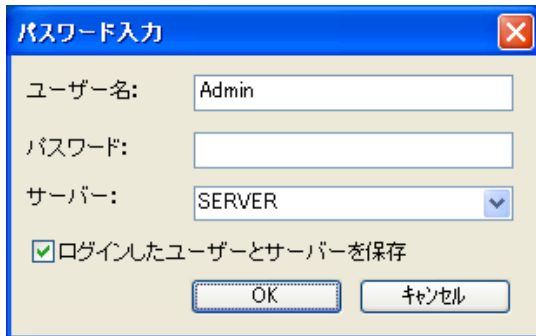 パスワード入力
ユーザー名: Admin
パスワード:
サーバー: SERVER
ログインしたユーザーとサーバーを保存
OK キャンセル